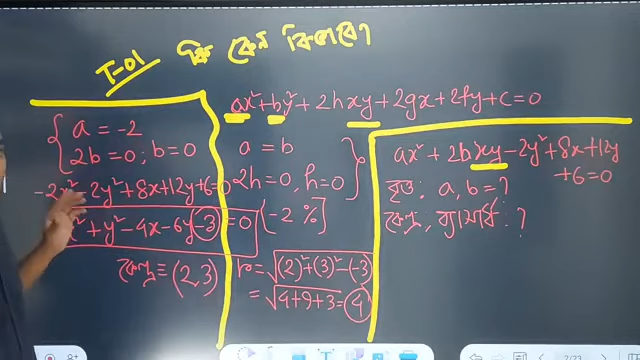 T-01 কি কেন কিভাবে?
ax² + by² + 2hxy + 2gx + 2fy + c = 0
a = -2
2b = 0; b = 0
-2x² - 2y² + 8x + 12y + 6 = 0
x² + y² - 4x - 6y - 3 = 0 [-2 %]
কেন্দ্র ≡ (2, 3)
a = b
2h = 0, h = 0
r = √(2)² + (3)² - (-3)
= √4 + 9 + 3 = 4
ax² + 2bxy - 2y² + 8x + 12y
+ 6 = 0
বৃত্ত: a, b = ?
কেন্দ্র, ব্যাসার্ধ: ?
2/23